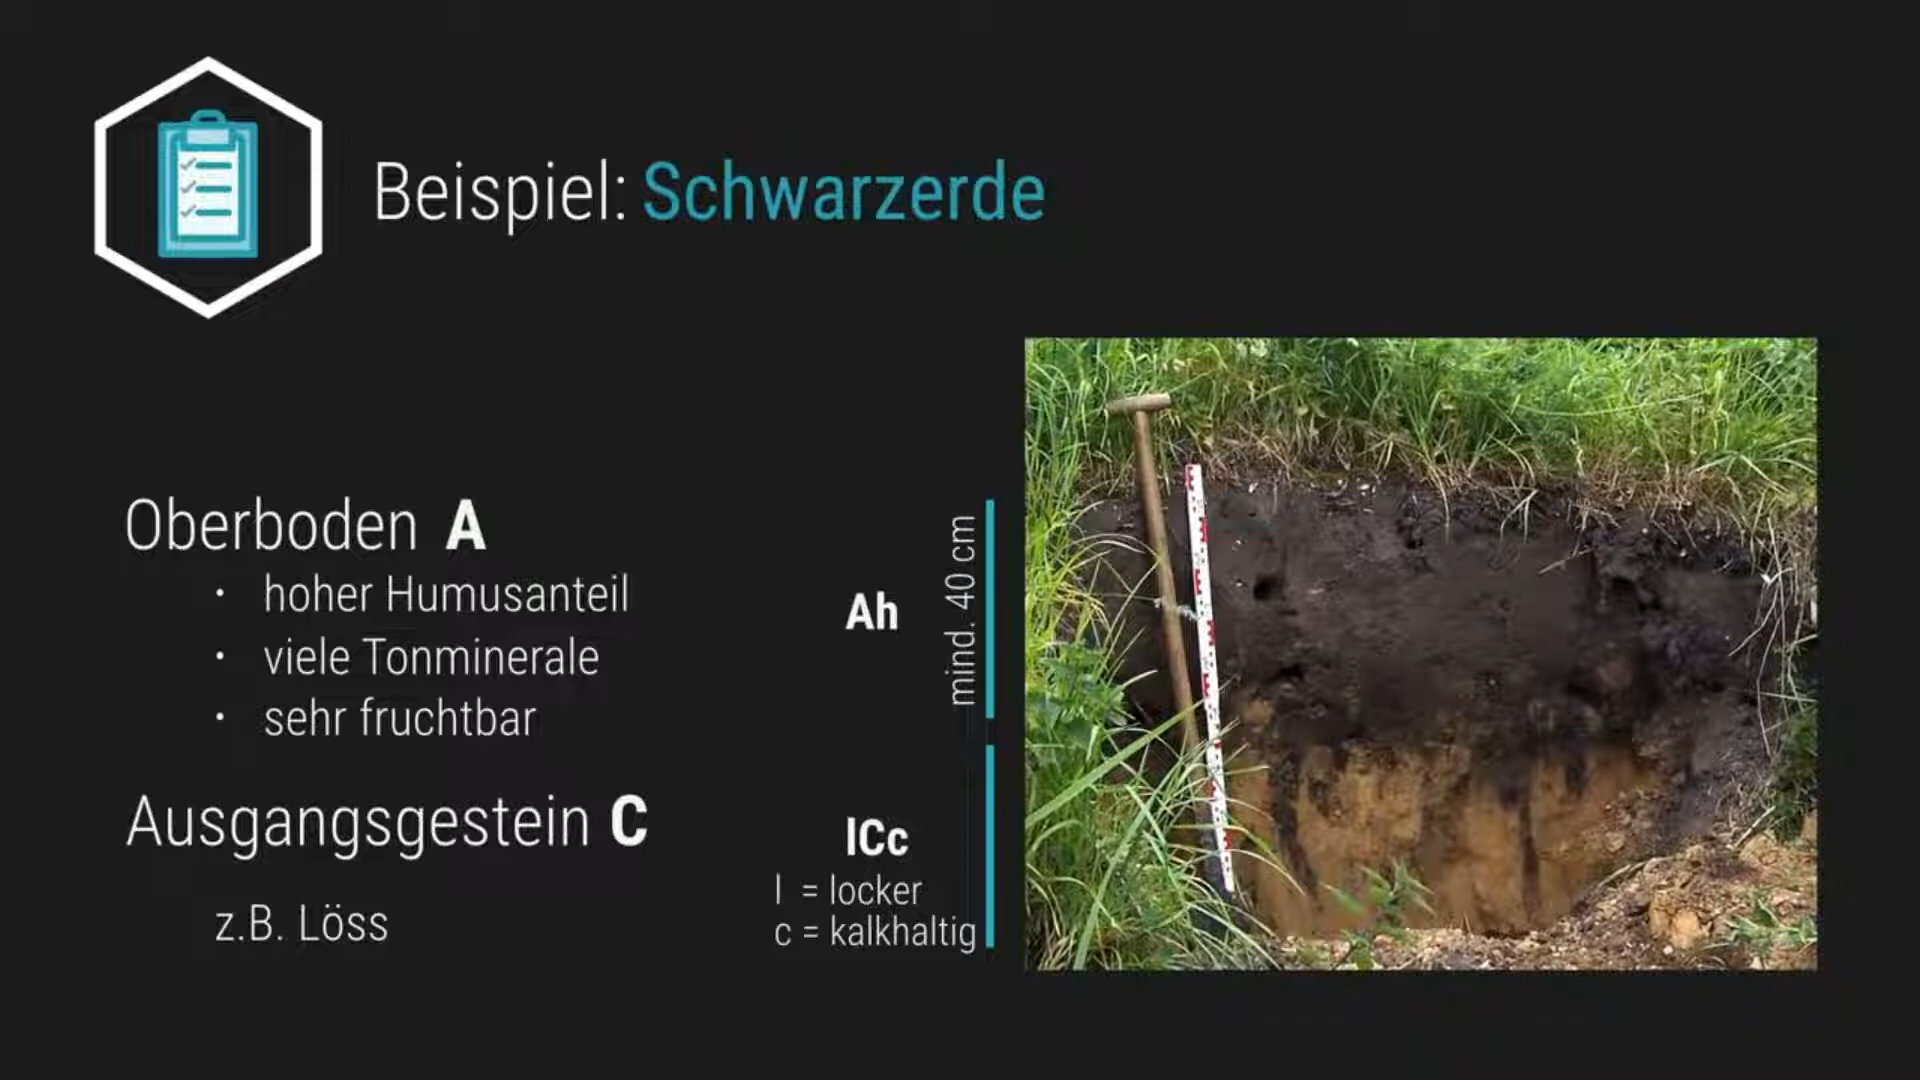 Beispiel: Schwarzerde
Oberboden A
• hoher Humusanteil
• viele Tonminerale
• sehr fruchtbar
Ausgangsgestein C
z.B. Löss
Ah
mind. 40 cm
lCc
l = locker
c = kalkhaltig